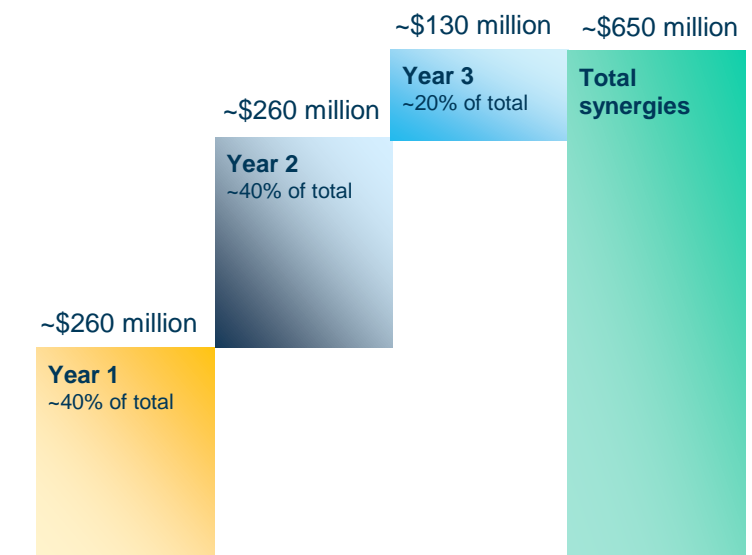 ~$130 million
~$650 million
Year 3
~20% of total
Total
synergies
~$260 million
Year 2
~40% of total
~$260 million
Year 1
~40% of total